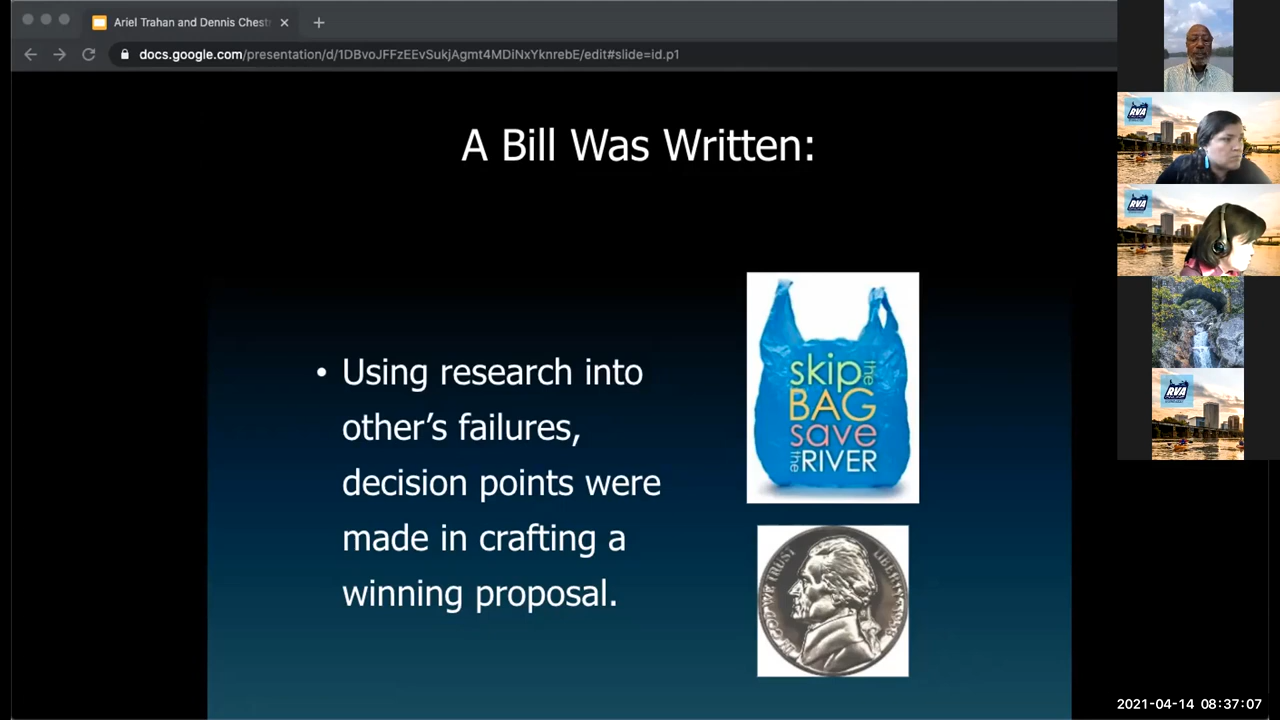 Ariel Trahan and Dennis Chest
docs.google.com/presentation/d/1DBvoJFFzEEvSukjAgmt4MDiNxYknrebE/edit#slide=id.p1
A Bill Was Written:
• Using research into
other's failures,
decision points were
made in crafting a
winning proposal.
skip the
BAG
save
the RIVER
IN GOD WE TRUST
LIBERTY
RVA
RVA
RVA
2021-04-14 08:37:07